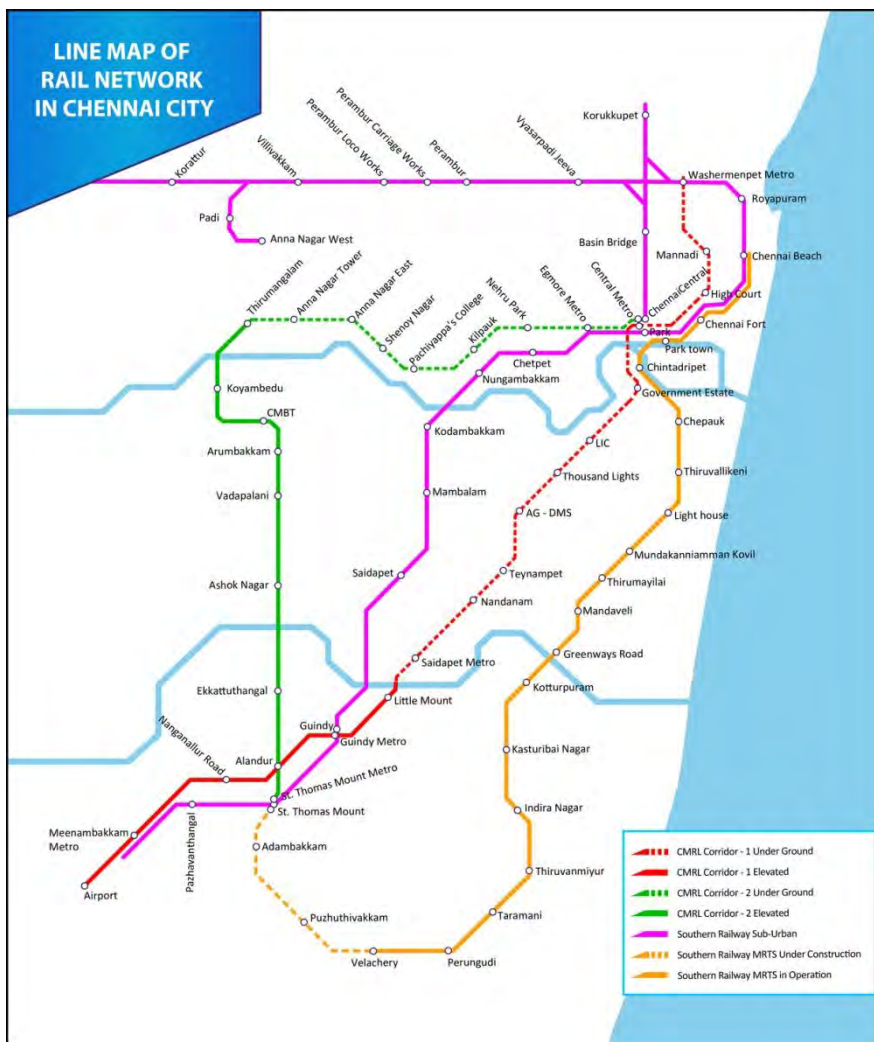 LINE MAP OF
RAIL NETWORK
IN CHENNAI CITY
Korattur
Villivakkam
Perambur Loco Works
Perambur Carriage Works
Perambur
Vyasarpadi Jeeva
Korukkupet
Washermenpet Metro
Royapuram
Padi
Anna Nagar West
Basin Bridge
Mannadi
Chennai Beach
Thirumangalam
Anna Nagar Tower
Anna Nagar East
Shenoy Nagar
Pachiyappa's College
Kilpauk
Nehru Park
Egmore Metro
Central Metro
ChennaiCentral
High Court
Chennai Fort
Park
Park town
Chetpet
Chintadripet
Nungambakkam
Koyambedu
Government Estate
CMBT
Kodambakkam
Chepauk
Arumbakkam
LIC
Thousand Lights
Thiruvallikeni
Vadapalani
Mambalam
AG - DMS
Light house
Mundakanniamman Kovil
Ashok Nagar
Saidapet
Teynampet
Thirumayilai
Nandanam
Mandaveli
Saidapet Metro
Greenways Road
Ekkattuthangal
Kotturpuram
Little Mount
Guindy
Guindy Metro
Nanganallur Road
Kasturibai Nagar
Alandur
St. Thomas Mount Metro
St. Thomas Mount
Indira Nagar
Meenambakkam
Metro
Pazhavanthangal
Adambakkam
Airport
Thiruvanmiyur
Puzhuthivakkam
Taramani
Velachery
Perungudi
CMRL Corridor - 1 Under Ground
CMRL Corridor - 1 Elevated
CMRL Corridor - 2 Under Ground
CMRL Corridor - 2 Elevated
Southern Railway Sub-Urban
Southern Railway MRTS Under Construction
Southern Railway MRTS in Operation